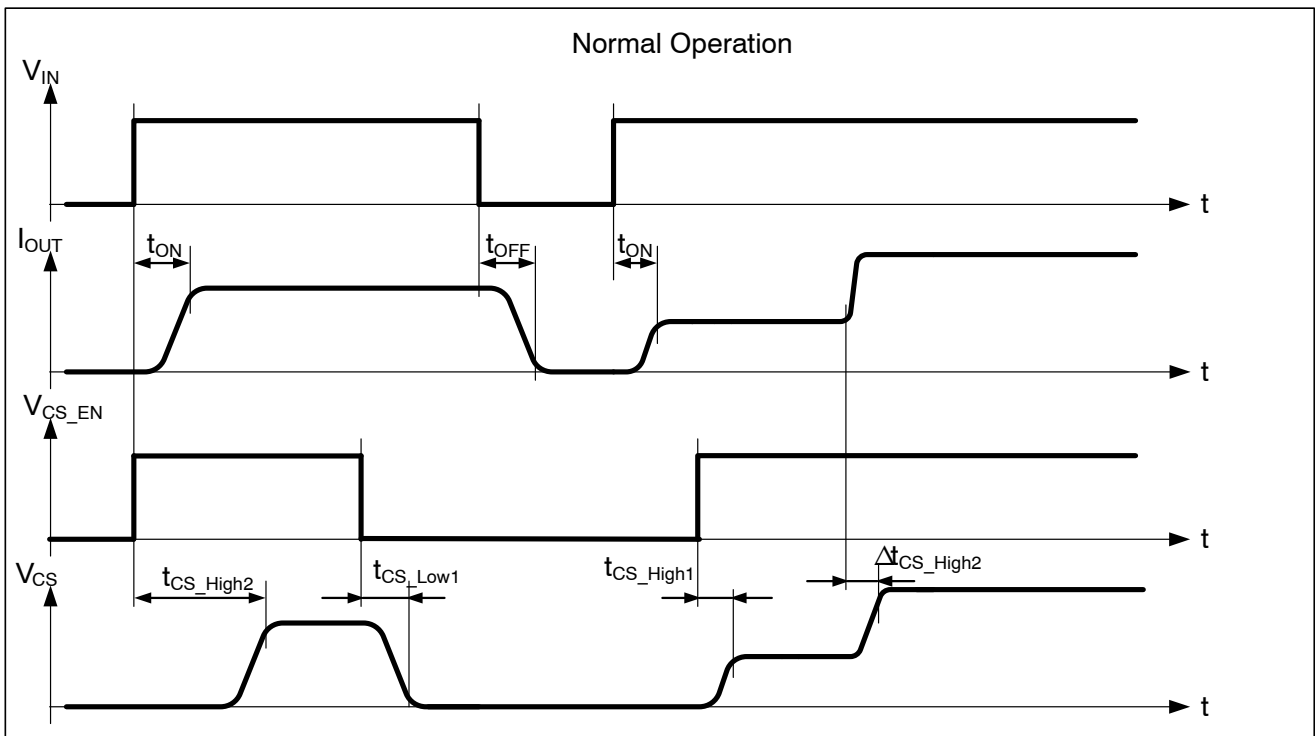 Normal Operation
V_IN
t
I_OUT
t_ON
t_OFF
t_ON
t
V_CS_EN
t
V_CS
t_CS_High2
t_CS_Low1
t_CS_High1
Δt_CS_High2
t